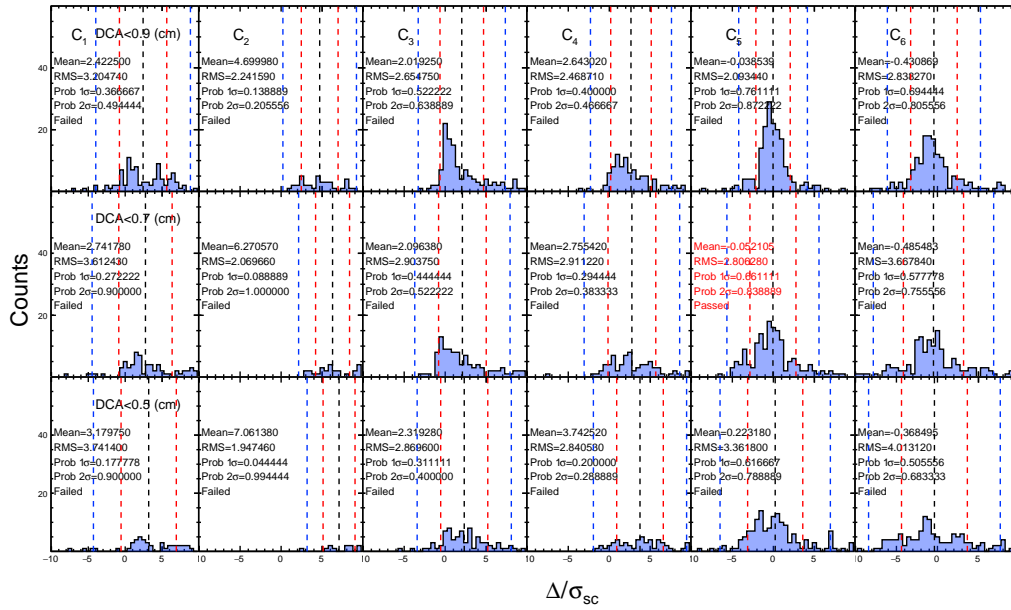 C1 DCA<0.9 (cm)
Mean=2.422500
RMS=3.204740
Prob 1σ=0.366667
Prob 2σ=0.494444
Failed
C2
Mean=4.699980
RMS=2.241590
Prob 1σ=0.138889
Prob 2σ=0.205556
Failed
C3
Mean=2.019250
RMS=2.654750
Prob 1σ=0.522222
Prob 2σ=0.638889
Failed
C4
Mean=2.643020
RMS=2.468710
Prob 1σ=0.400000
Prob 2σ=0.466667
Failed
C5
Mean=-0.038539
RMS=2.093440
Prob 1σ=0.761111
Prob 2σ=0.872222
Failed
C6
Mean=-0.430869
RMS=2.838270
Prob 1σ=0.694444
Prob 2σ=0.805556
Failed
40
20
DCA<0.7 (cm)
Mean=2.741780
RMS=3.612430
Prob 1σ=0.272222
Prob 2σ=0.900000
Failed
Mean=6.270570
RMS=2.069660
Prob 1σ=0.088889
Prob 2σ=1.000000
Failed
Mean=2.096380
RMS=2.903750
Prob 1σ=0.444444
Prob 2σ=0.522222
Failed
Mean=2.755420
RMS=2.911220
Prob 1σ=0.294444
Prob 2σ=0.383333
Failed
Mean=-0.052105
RMS=2.806280
Prob 1σ=0.661111
Prob 2σ=0.838889
Passed
Mean=-0.485483
RMS=3.667840
Prob 1σ=0.577778
Prob 2σ=0.755556
Failed
40
20
Counts
DCA<0.5 (cm)
Mean=3.179750
RMS=3.741400
Prob 1σ=0.177778
Prob 2σ=0.900000
Failed
Mean=7.061380
RMS=1.947460
Prob 1σ=0.044444
Prob 2σ=0.994444
Failed
Mean=2.319280
RMS=2.869600
Prob 1σ=0.311111
Prob 2σ=0.400000
Failed
Mean=3.742520
RMS=2.840580
Prob 1σ=0.200000
Prob 2σ=0.288889
Failed
Mean=0.223180
RMS=3.361800
Prob 1σ=0.616667
Prob 2σ=0.788889
Failed
Mean=-0.368495
RMS=4.013120
Prob 1σ=0.505556
Prob 2σ=0.683333
Failed
40
20
-10 -5 0 5 -5 0 5 -5 0 5 -5 0 5 -5 0 5 -5 0 5
Δ/σsc